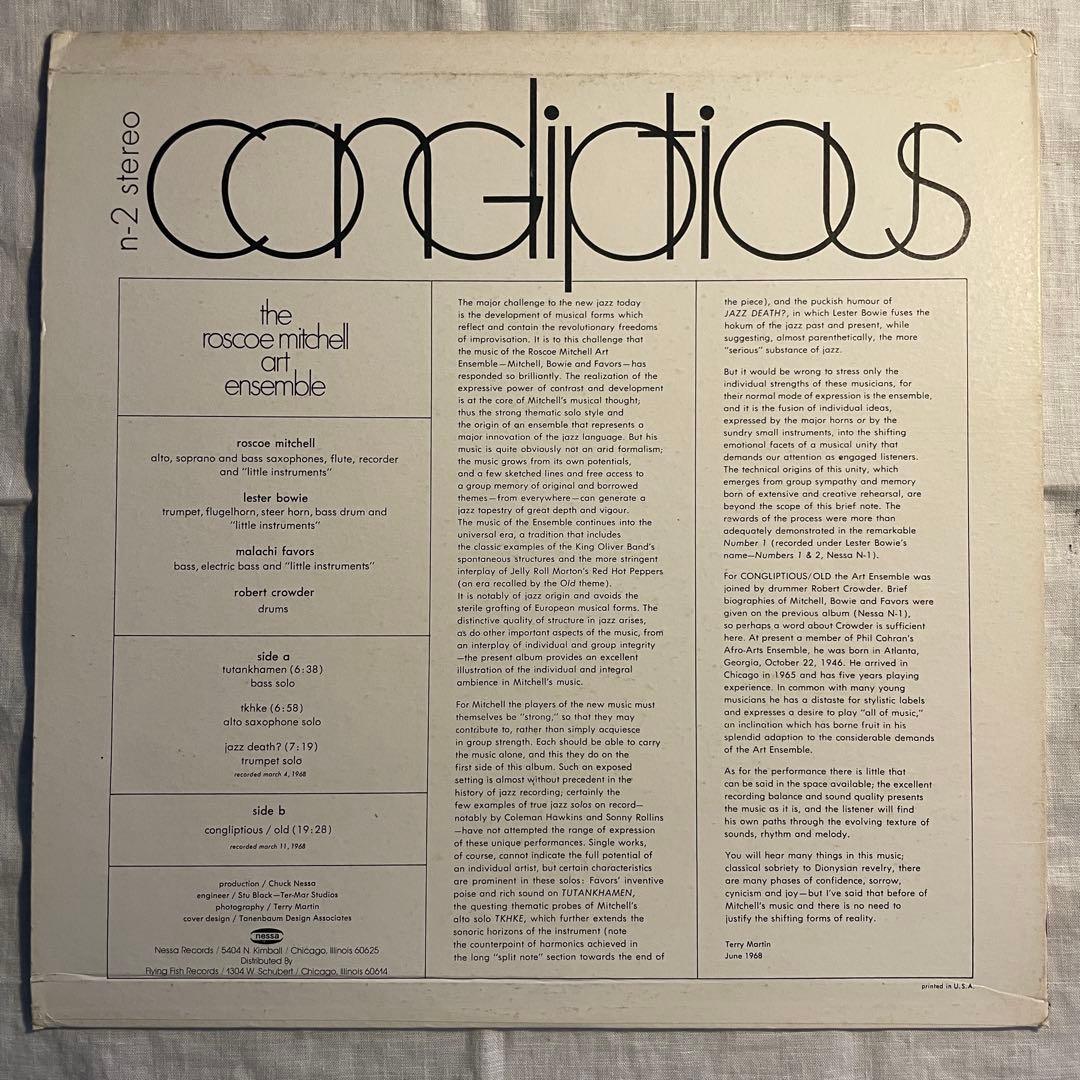 n-2 stereo
congliptious
the
roscoe mitchell
art
ensemble
roscoe mitchell
alto, soprano and bass saxophones, flute, recorder
and "little instruments"
lester bowie
trumpet, flugelhorn, steer horn, bass drum and
"little instruments"
malachi favors
bass, electric bass and "little instruments"
robert crowder
drums
side a
tutankhamen (6:38)
bass solo
tkhke (6:58)
alto saxophone solo
jazz death? (7:19)
trumpet solo
recorded march 4, 1968
side b
congliptious / old (19:28)
recorded march 11, 1968
production / Chuck Nessa
engineer / Stu Black—Ter-Mar Studios
photography / Terry Martin
cover design / Tanenbaum Design Associates
nessa
Nessa Records / 5404 N. Kimball / Chicago, Illinois 60625
Distributed By
Flying Fish Records / 1304 W. Schubert / Chicago, Illinois 60614
The major challenge to the new jazz today
is the development of musical forms which
reflect and contain the revolutionary freedoms
of improvisation. It is to this challenge that
the music of the Roscoe Mitchell Art
Ensemble—Mitchell, Bowie and Favors—has
responded so brilliantly. The realization of the
expressive power of contrast and development
is at the core of Mitchell's musical thought;
thus the strong thematic solo style and
the origin of an ensemble that represents a
major innovation of the jazz language. But his
music is quite obviously not an arid formalism;
the music grows from its own potentials,
and a few sketched lines and free access to
a group memory of original and borrowed
themes—from everywhere—can generate a
jazz tapestry of great depth and vigour.
The music of the Ensemble continues into the
universal era, a tradition that includes
the classic examples of the King Oliver Band's
spontaneous structures and the more stringent
interplay of Jelly Roll Morton's Red Hot Peppers
(an era recalled by the Old theme).
It is notably of jazz origin and avoids the
sterile grafting of European musical forms. The
distinctive quality of structure in jazz arises,
as do other important aspects of the music, from
an interplay of individual and group integrity
—the present album provides an excellent
illustration of the individual and integral
ambience in Mitchell's music.
For Mitchell the players of the new music must
themselves be "strong," so that they may
contribute to, rather than simply acquiesce
in group strength. Each should be able to carry
the music alone, and this they do on the
first side of this album. Such an exposed
setting is almost without precedent in the
history of jazz recording; certainly the
few examples of true jazz solos on record—
notably by Coleman Hawkins and Sonny Rollins
—have not attempted the range of expression
of these unique performances. Single works,
of course, cannot indicate the full potential of
an individual artist, but certain characteristics
are prominent in these solos: Favors' inventive
poise and rich sound on TUTANKHAMEN,
the questing thematic probes of Mitchell's
alto solo TKHKE, which further extends the
sonoric horizons of the instrument (note
the counterpoint of harmonics achieved in
the long "split note" section towards the end of
the piece), and the puckish humour of
JAZZ DEATH?, in which Lester Bowie fuses the
hokum of the jazz past and present, while
suggesting, almost parenthetically, the more
"serious" substance of jazz.
But it would be wrong to stress only the
individual strengths of these musicians, for
their normal mode of expression is the ensemble,
and it is the fusion of individual ideas,
expressed by the major horns or by the
sundry small instruments, into the shifting
emotional facets of a musical unity that
demands our attention as engaged listeners.
The technical origins of this unity, which
emerges from group sympathy and memory
born of extensive and creative rehearsal, are
beyond the scope of this brief note. The
rewards of the process were more than
adequately demonstrated in the remarkable
Number 1 (recorded under Lester Bowie's
name—Numbers 1 & 2, Nessa N-1).
For CONGLIPTIOUS/OLD the Art Ensemble was
joined by drummer Robert Crowder. Brief
biographies of Mitchell, Bowie and Favors were
given on the previous album (Nessa N-1),
so perhaps a word about Crowder is sufficient
here. At present a member of Phil Cohran's
Afro-Arts Ensemble, he was born in Atlanta,
Georgia, October 22, 1946. He arrived in
Chicago in 1965 and has five years playing
experience. In common with many young
musicians he has a distaste for stylistic labels
and expresses a desire to play "all of music,"
an inclination which has borne fruit in his
splendid adaption to the considerable demands
of the Art Ensemble.
As for the performance there is little that
can be said in the space available; the excellent
recording balance and sound quality presents
the music as it is, and the listener will find
his own paths through the evolving texture of
sounds, rhythm and melody.
You will hear many things in this music;
classical sobriety to Dionysian revelry, there
are many phases of confidence, sorrow,
cynicism and joy—but I've said that before of
Mitchell's music and there is no need to
justify the shifting forms of reality.
Terry Martin
June 1968
printed in U.S.A.